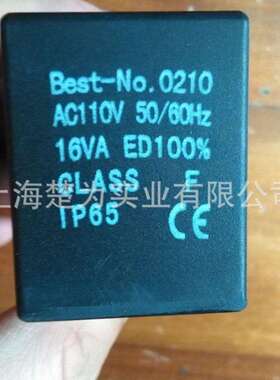 Best-No.0210
AC110V 50/60Hz
16VA ED100%
CLASS F
上海楚为实业有限公司
IP65 CE